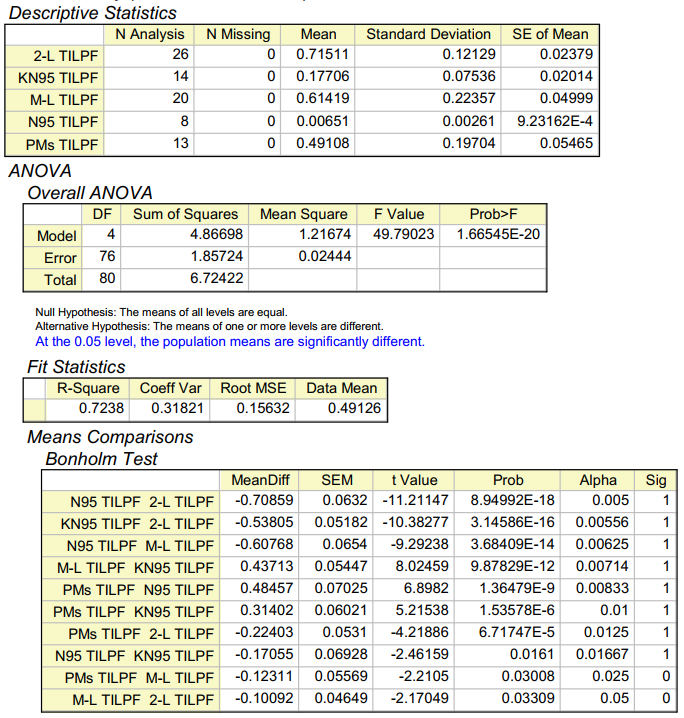 Descriptive Statistics
N Analysis N Missing Mean Standard Deviation SE of Mean
2-L TILPF 26 0 0.71511 0.12129 0.02379
KN95 TILPF 14 0 0.17706 0.07536 0.02014
M-L TILPF 20 0 0.61419 0.22357 0.04999
N95 TILPF 8 0 0.00651 0.00261 9.23162E-4
PMs TILPF 13 0 0.49108 0.19704 0.05465
ANOVA
Overall ANOVA
DF Sum of Squares Mean Square F Value Prob>F
Model 4 4.86698 1.21674 49.79023 1.66545E-20
Error 76 1.85724 0.02444
Total 80 6.72422
Null Hypothesis: The means of all levels are equal.
Alternative Hypothesis: The means of one or more levels are different.
At the 0.05 level, the population means are significantly different.
Fit Statistics
R-Square Coeff Var Root MSE Data Mean
0.7238 0.31821 0.15632 0.49126
Means Comparisons
Bonholm Test
MeanDiff SEM t Value Prob Alpha Sig
N95 TILPF 2-L TILPF -0.70859 0.0632 -11.21147 8.94992E-18 0.005 1
KN95 TILPF 2-L TILPF -0.53805 0.05182 -10.38277 3.14586E-16 0.00556 1
N95 TILPF M-L TILPF -0.60768 0.0654 -9.29238 3.68409E-14 0.00625 1
M-L TILPF KN95 TILPF 0.43713 0.05447 8.02459 9.87829E-12 0.00714 1
PMs TILPF N95 TILPF 0.48457 0.07025 6.8982 1.36479E-9 0.00833 1
PMs TILPF KN95 TILPF 0.31402 0.06021 5.21538 1.53578E-6 0.01 1
PMs TILPF 2-L TILPF -0.22403 0.0531 -4.21886 6.71747E-5 0.0125 1
N95 TILPF KN95 TILPF -0.17055 0.06928 -2.46159 0.0161 0.01667 1
PMs TILPF M-L TILPF -0.12311 0.05569 -2.2105 0.03008 0.025 0
M-L TILPF 2-L TILPF -0.10092 0.04649 -2.17049 0.03309 0.05 0